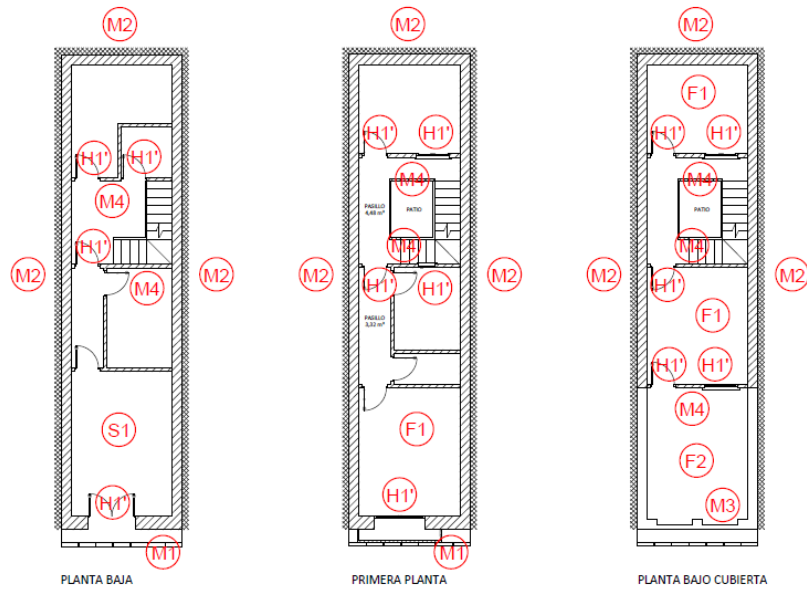 M2
M2
M2
H1'
H1'
F1
H1'
H1'
H1'
H1'
M4
M4
M4
PASILLO
4,48 m²
PATIO
PATIO
H1'
M4
M4
M2
M2
M2
M2
M2
M2
M4
H1'
H1'
H1'
PASILLO
3,32 m²
F1
H1'
H1'
M4
S1
F1
F2
H1'
H1'
M3
M1
M1
PLANTA BAJA
PRIMERA PLANTA
PLANTA BAJO CUBIERTA